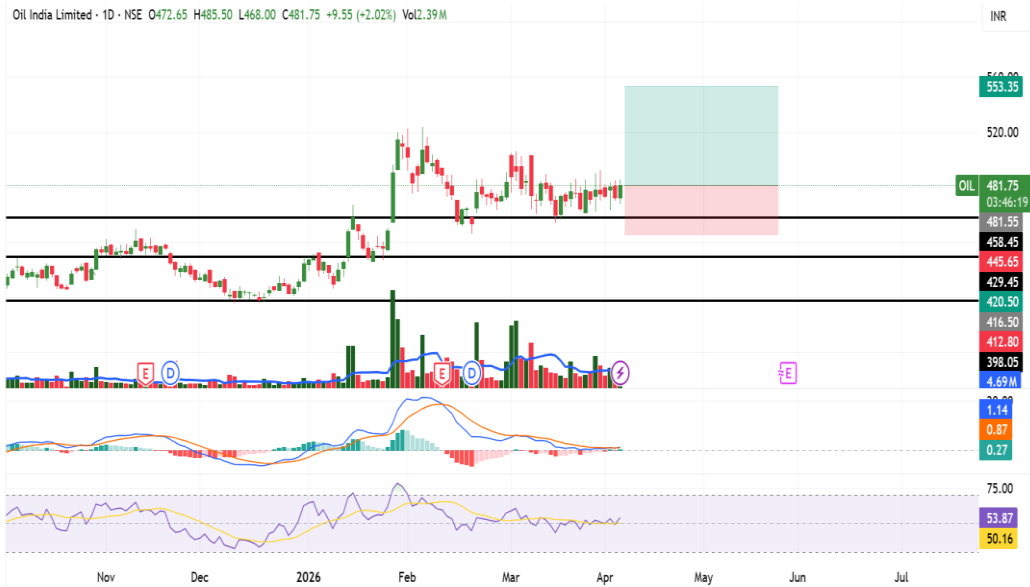 Oil India Limited · 1D · NSE O472.65 H485.50 L468.00 C481.75 +9.55 (+2.02%) Vol2.39 M
INR
553.35
520.00
OIL 481.75
03:46:19
481.55
458.45
445.65
429.45
420.50
416.50
412.80
398.05
4.69 M
1.14
0.87
0.27
75.00
53.87
50.16
E D E D E
Nov Dec 2026 Feb Mar Apr May Jun Jul